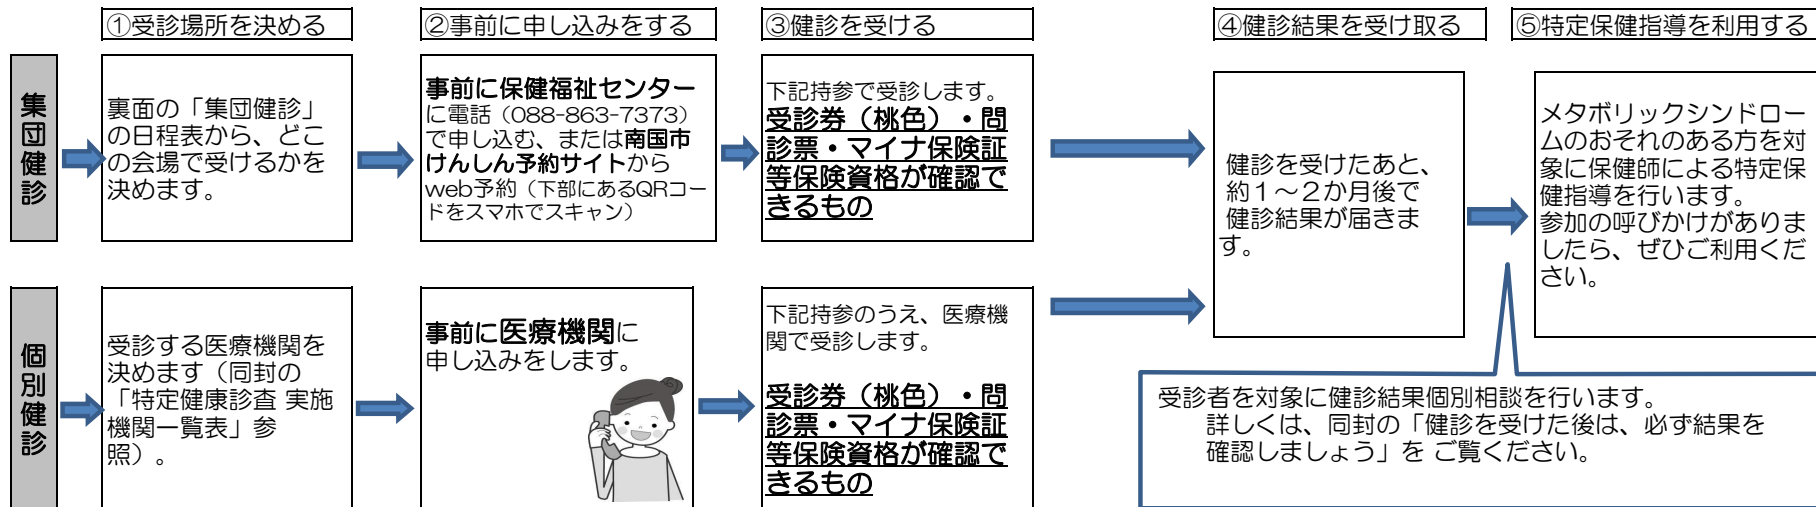 ①受診場所を決める
②事前に申し込みをする
③健診を受ける
④健診結果を受け取る
⑤特定保健指導を利用する
集団健診
裏面の「集団健診」
の日程表から、どこ
の会場で受けるかを
決めます。
事前に保健福祉センター
に電話（088-863-7373）
で申し込む、または南国市
けんしん予約サイトから
web予約（下部にあるQRコー
ドをスマホでスキャン）
下記持参で受診します。
受診券（桃色）・問
診票・マイナ保険証
等保険資格が確認で
きるもの
健診を受けたあと、
約１～２か月後で
健診結果が届きま
す。
メタボリックシンドロー
ムのおそれのある方を対
象に保健師による特定保
健指導を行います。
参加の呼びかけがありま
したら、ぜひご利用くだ
さい。
個別健診
受診する医療機関を
決めます（同封の
「特定健康診査 実施
機関一覧表」参
照）。
事前に医療機関に
申し込みをします。
下記持参のうえ、医療機
関で受診します。
受診券（桃色）・問
診票・マイナ保険証
等保険資格が確認で
きるもの
受診者を対象に健診結果個別相談を行います。
詳しくは、同封の「健診を受けた後は、必ず結果を
確認しましょう」を ご覧ください。